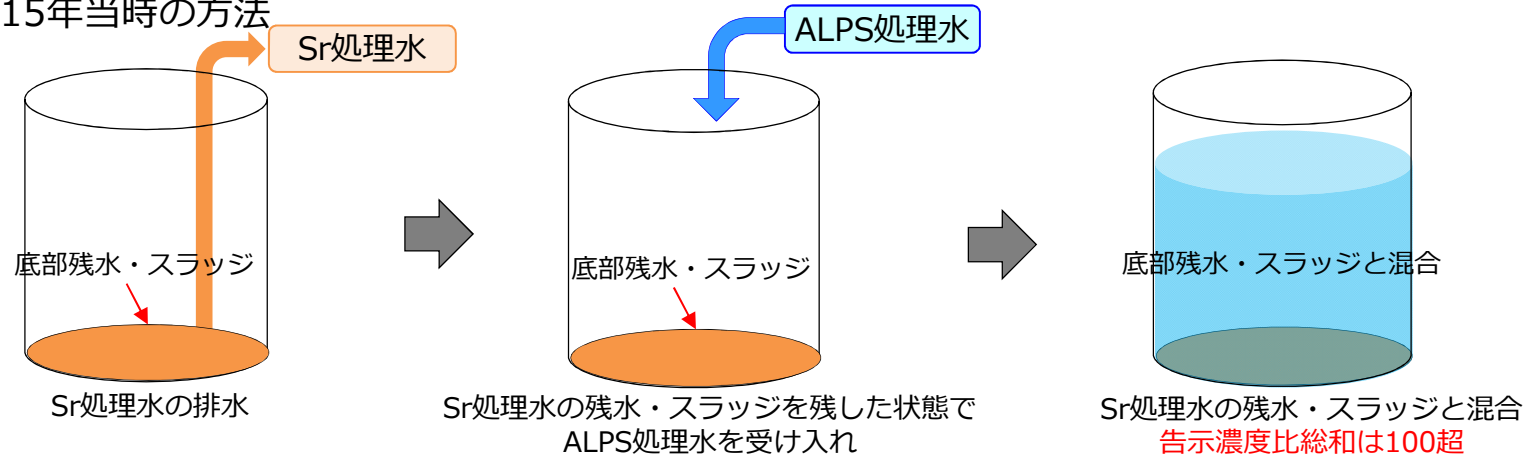 15年当時の方法
Sr処理水
ALPS処理水
底部残水・スラッジ
底部残水・スラッジ
底部残水・スラッジと混合
Sr処理水の排水
Sr処理水の残水・スラッジを残した状態で
ALPS処理水を受け入れ
Sr処理水の残水・スラッジと混合
告示濃度比総和は100超